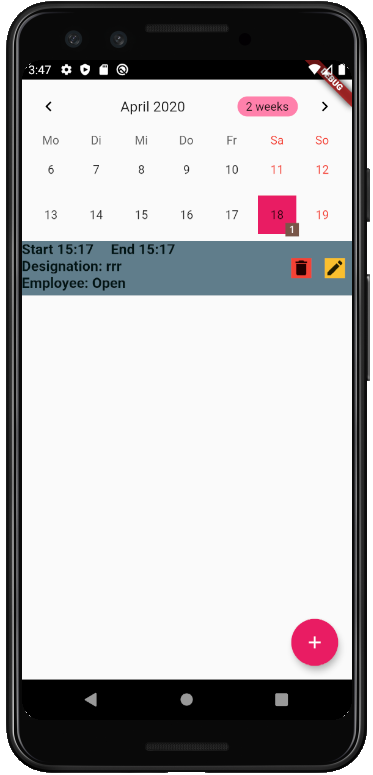 3:47
DEBUG
April 2020
2 weeks
Mo Di Mi Do Fr Sa So
6 7 8 9 10 11 12
13 14 15 16 17 18 19
1
Start 15:17 End 15:17
Designation: rrr
Employee: Open
+